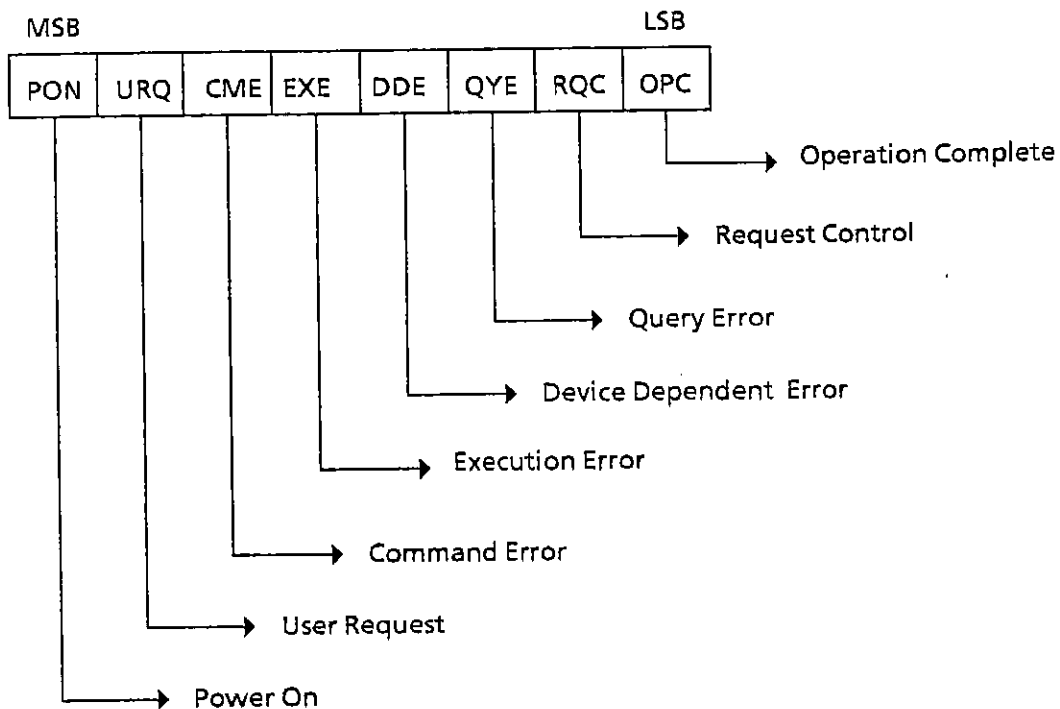 MSB LSB
PON URQ CME EXE DDE QYE RQC OPC
Operation Complete
Request Control
Query Error
Device Dependent Error
Execution Error
Command Error
User Request
Power On